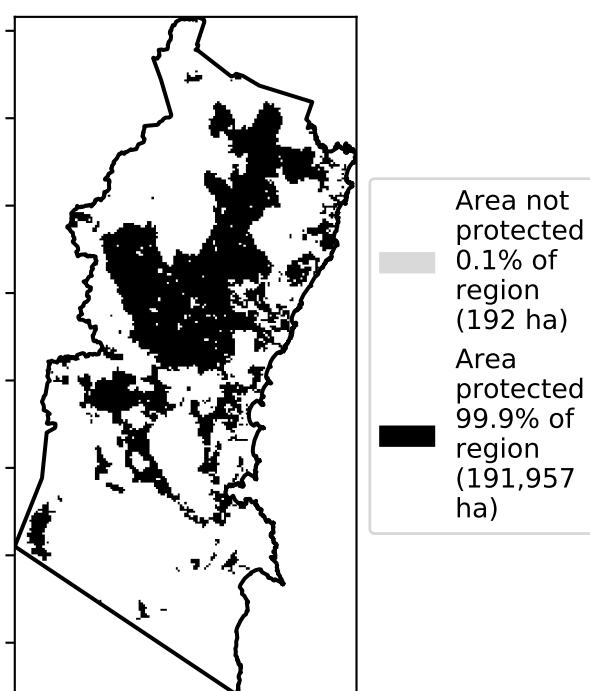 Area not
protected
0.1% of
region
(192 ha)
Area
protected
99.9% of
region
(191,957
ha)